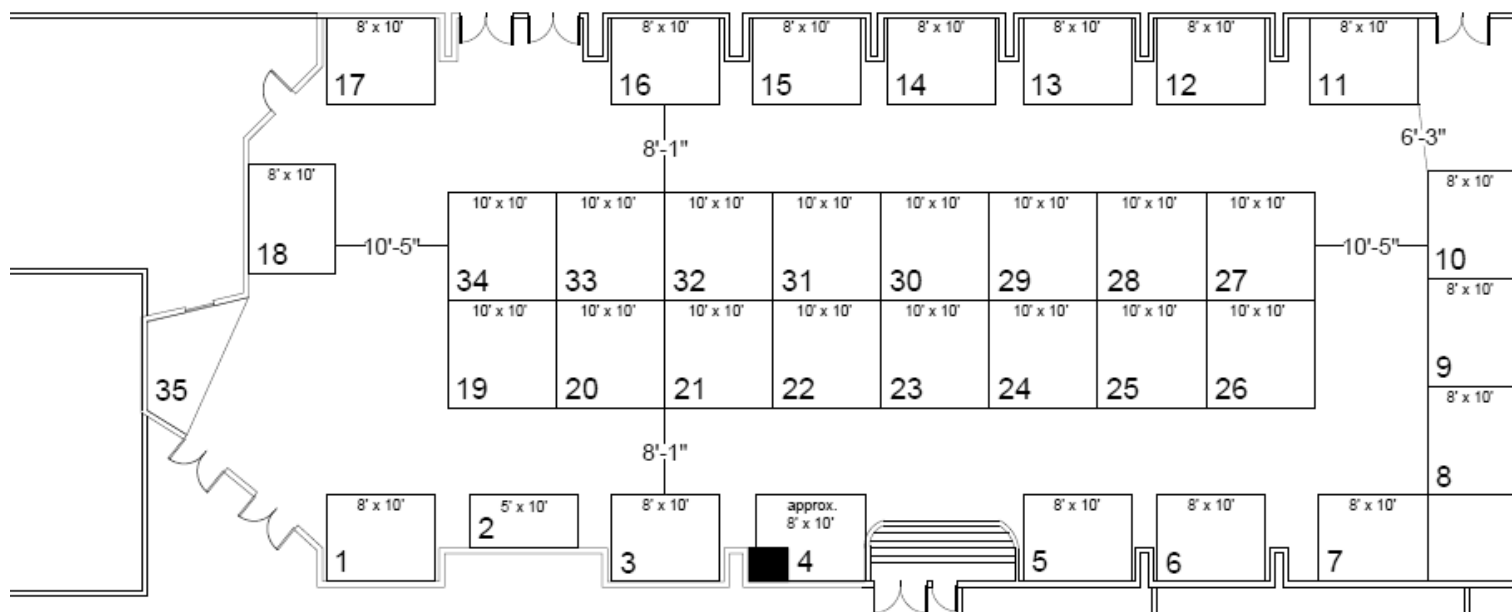 8' x 10'
17
8' x 10'
16
8' x 10'
15
8' x 10'
14
8' x 10'
13
8' x 10'
12
8' x 10'
11
8'-1"
6'-3"
8' x 10'
18
10'-5"
10' x 10'
34
10' x 10'
33
10' x 10'
32
10' x 10'
31
10' x 10'
30
10' x 10'
29
10' x 10'
28
10' x 10'
27
10'-5"
8' x 10'
10
35
10' x 10'
19
10' x 10'
20
10' x 10'
21
10' x 10'
22
10' x 10'
23
10' x 10'
24
10' x 10'
25
10' x 10'
26
8' x 10'
9
8' x 10'
8
8'-1"
8' x 10'
1
5' x 10'
2
8' x 10'
3
approx.
8' x 10'
4
8' x 10'
5
8' x 10'
6
8' x 10'
7